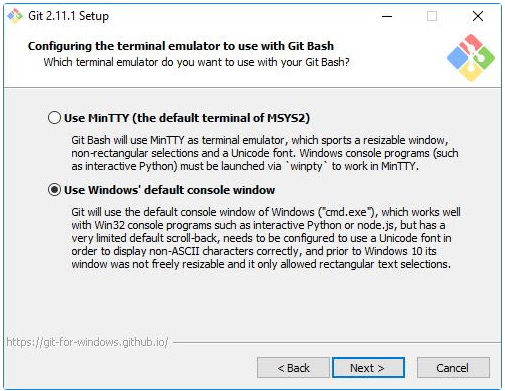 Git 2.11.1 Setup
Configuring the terminal emulator to use with Git Bash
Which terminal emulator do you want to use with your Git Bash?
Use MinTTY (the default terminal of MSYS2)
Git Bash will use MinTTY as terminal emulator, which sports a resizable window,
non-rectangular selections and a Unicode font. Windows console programs (such
as interactive Python) must be launched via `winpty` to work in MinTTY.
Use Windows' default console window
Git will use the default console window of Windows ("cmd.exe"), which works well
with Win32 console programs such as interactive Python or node.js, but has a
very limited default scroll-back, needs to be configured to use a Unicode font in
order to display non-ASCII characters correctly, and prior to Windows 10 its
window was not freely resizable and it only allowed rectangular text selections.
https://git-for-windows.github.io/
< Back Next > Cancel